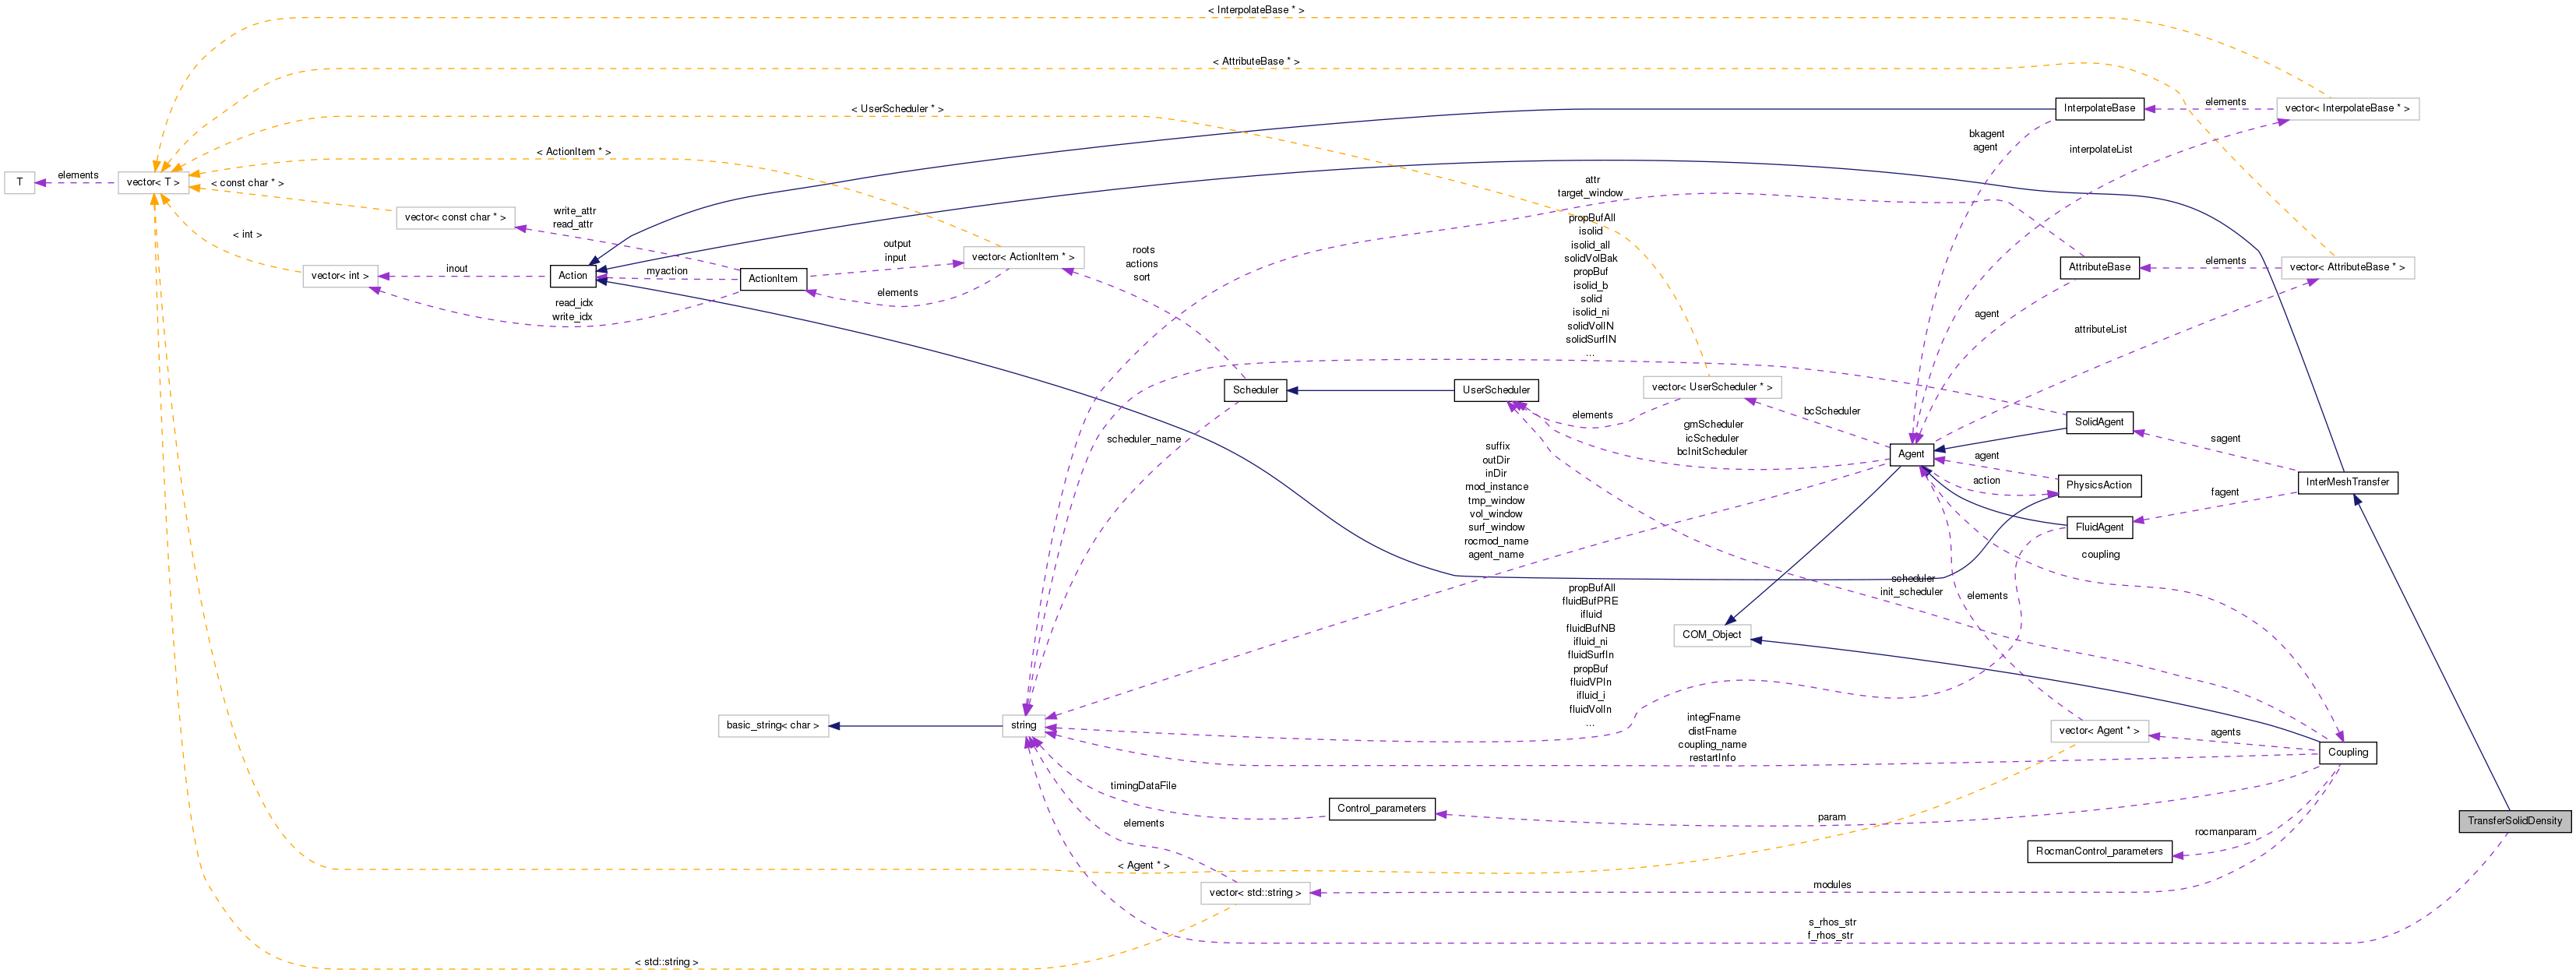 < InterpolateBase * >
< AttributeBase * >
< UserScheduler * >
< ActionItem * >
< const char * >
< int >
T
elements
vector< T >
vector< const char * >
vector< int >
write_attr
read_attr
inout
Action
read_idx
write_idx
myaction
ActionItem
output
input
vector< ActionItem * >
elements
roots
actions
sort
attr
target_window
propBufAll
isolid
isolid_all
solidVolBak
propBuf
isolid_b
solid
isolid_ni
solidVolIN
solidSurfIN
...
InterpolateBase
elements
vector< InterpolateBase * >
bkagent
agent
interpolateList
AttributeBase
elements
vector< AttributeBase * >
agent
attributeList
Scheduler
UserScheduler
vector< UserScheduler * >
elements
bcScheduler
gmScheduler
icScheduler
bcInitScheduler
scheduler_name
suffix
outDir
inDir
mod_instance
tmp_window
vol_window
surf_window
rocmod_name
agent_name
Agent
SolidAgent
sagent
agent
action
PhysicsAction
InterMeshTransfer
fagent
FluidAgent
coupling
scheduler
init_scheduler
elements
propBufAll
fluidBufPRE
ifluid
fluidBufNB
ifluid_ni
fluidSurfIn
propBuf
fluidVPIn
ifluid_i
fluidVolIn
...
COM_Object
basic_string< char >
string
integFname
distFname
coupling_name
restartInfo
vector< Agent * >
agents
Coupling
timingDataFile
Control_parameters
param
elements
rocmanparam
RocmanControl_parameters
TransferSolidDensity
< Agent * >
vector< std::string >
modules
s_rhos_str
f_rhos_str
< std::string >